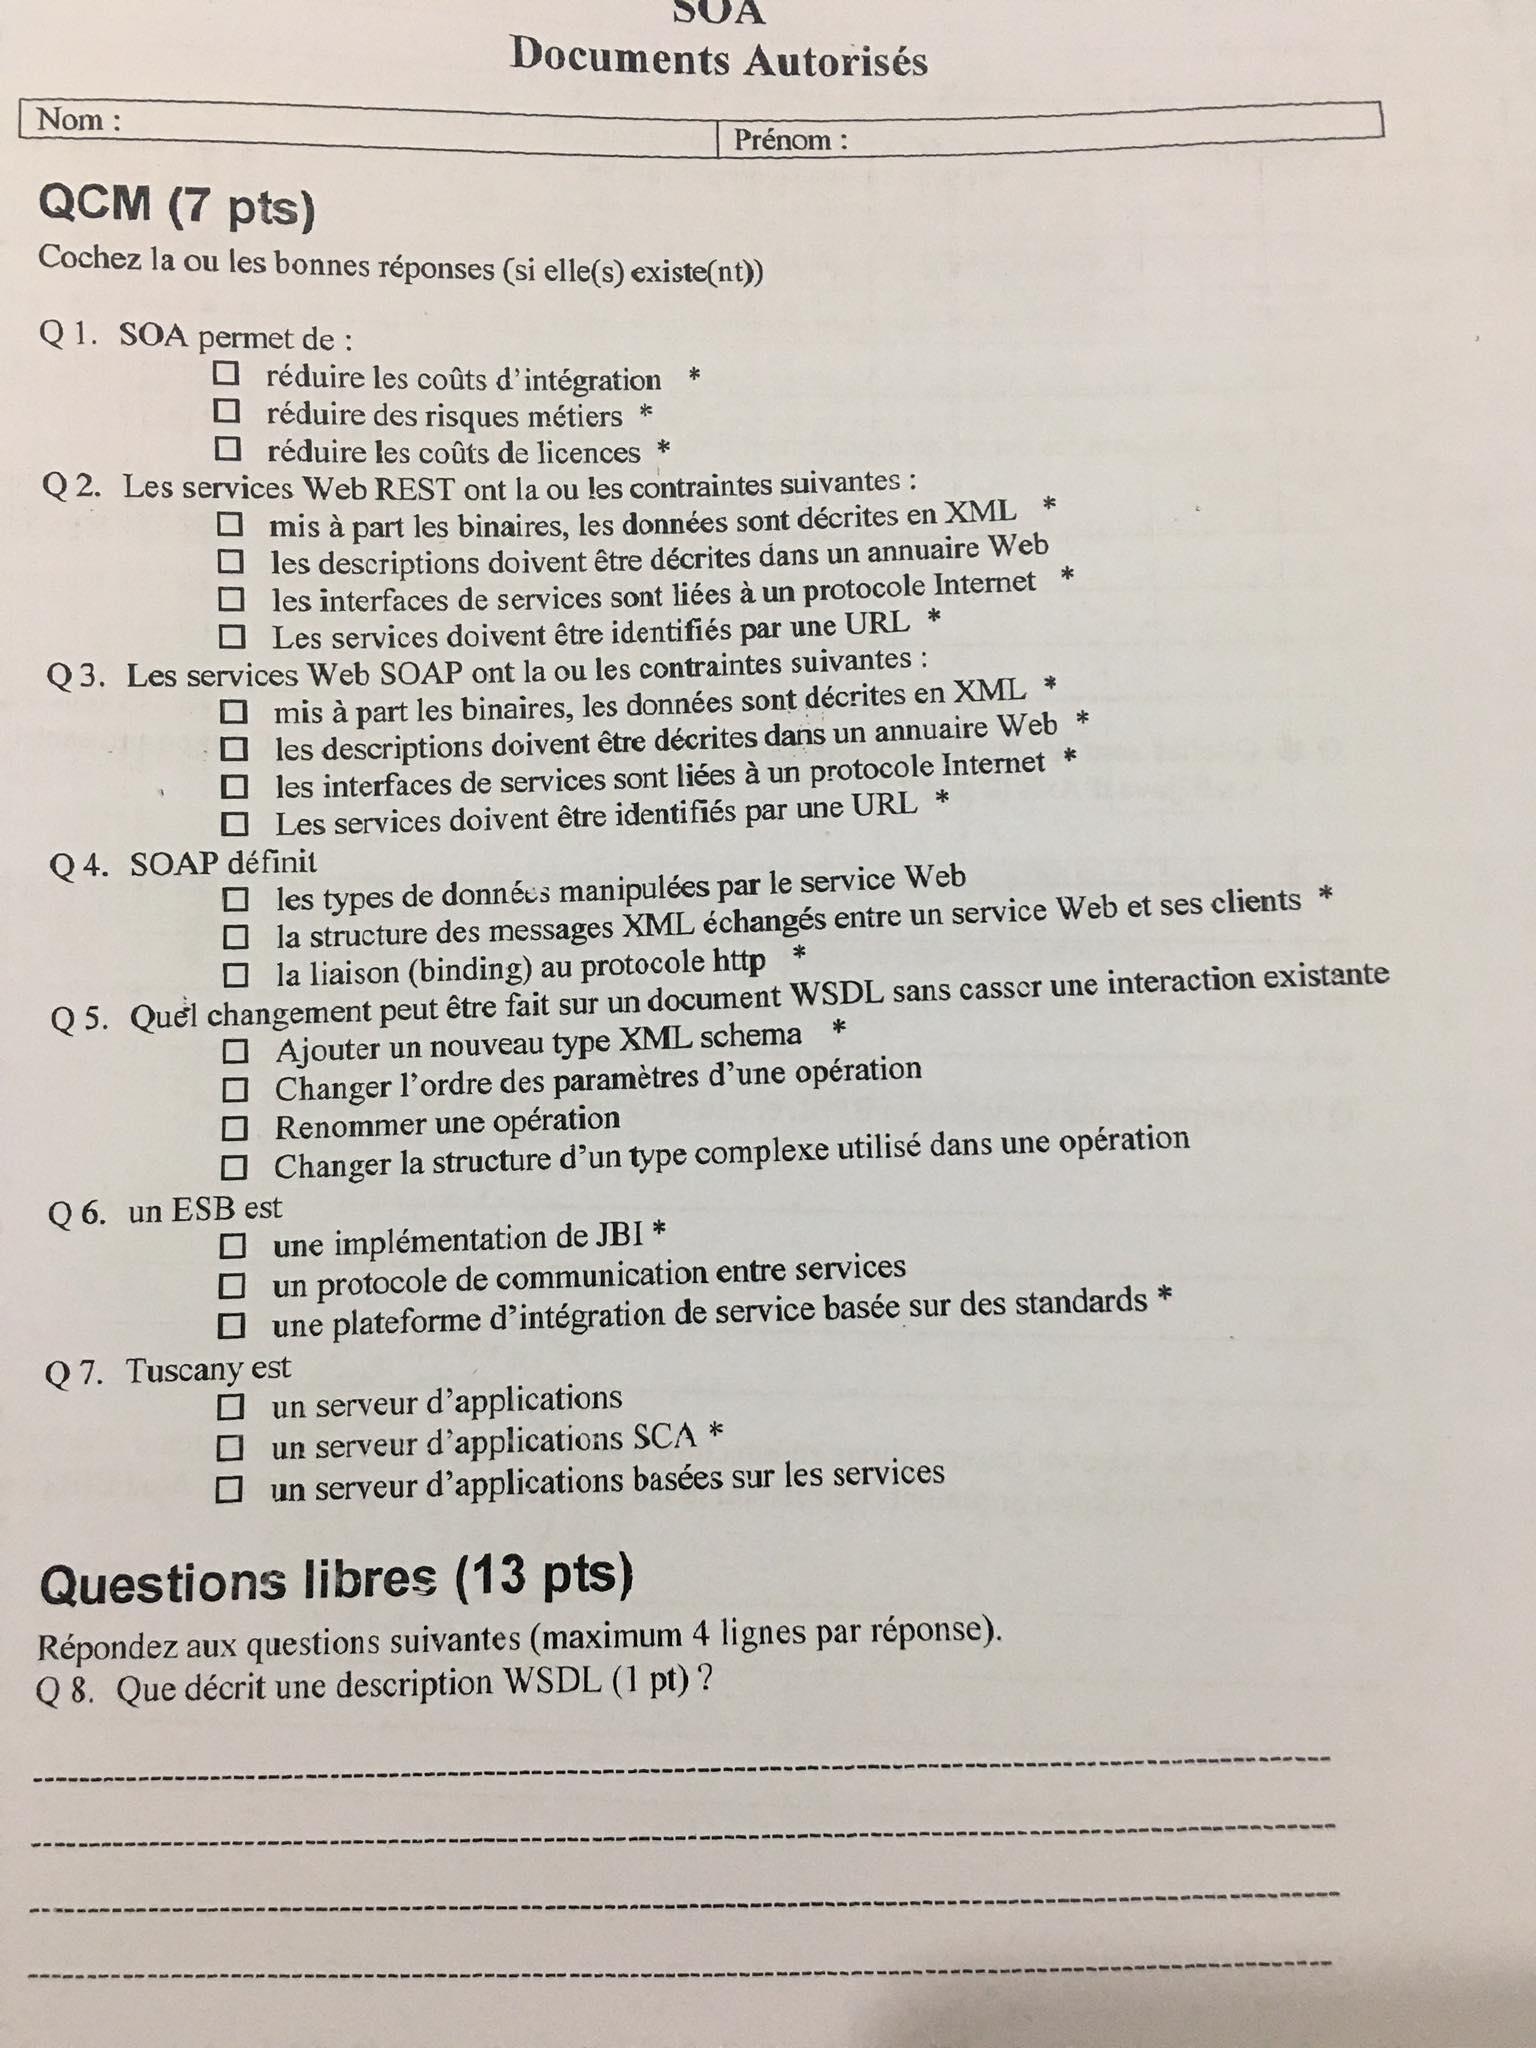 SOA
Documents Autorisés
Nom :
Prénom :
QCM (7 pts)
Cochez la ou les bonnes réponses (si elle(s) existe(nt))
Q 1. SOA permet de :
☐ réduire les coûts d'intégration *
☐ réduire des risques métiers *
☐ réduire les coûts de licences *
Q 2. Les services Web REST ont la ou les contraintes suivantes :
☐ mis à part les binaires, les données sont décrites en XML *
☐ les descriptions doivent être décrites dans un annuaire Web
☐ les interfaces de services sont liées à un protocole Internet *
☐ Les services doivent être identifiés par une URL *
Q 3. Les services Web SOAP ont la ou les contraintes suivantes :
☐ mis à part les binaires, les données sont décrites en XML *
☐ les descriptions doivent être décrites dans un annuaire Web *
☐ les interfaces de services sont liées à un protocole Internet *
☐ Les services doivent être identifiés par une URL *
Q 4. SOAP définit
☐ les types de données manipulées par le service Web
☐ la structure des messages XML échangés entre un service Web et ses clients *
☐ la liaison (binding) au protocole http *
Q 5. Quel changement peut être fait sur un document WSDL sans casser une interaction existante
☐ Ajouter un nouveau type XML schema *
☐ Changer l'ordre des paramètres d'une opération
☐ Renommer une opération
☐ Changer la structure d'un type complexe utilisé dans une opération
Q 6. un ESB est
☐ une implémentation de JBI *
☐ un protocole de communication entre services
☐ une plateforme d'intégration de service basée sur des standards *
Q 7. Tuscany est
☐ un serveur d'applications
☐ un serveur d'applications SCA *
☐ un serveur d'applications basées sur les services
Questions libres (13 pts)
Répondez aux questions suivantes (maximum 4 lignes par réponse).
Q 8. Que décrit une description WSDL (1 pt) ?